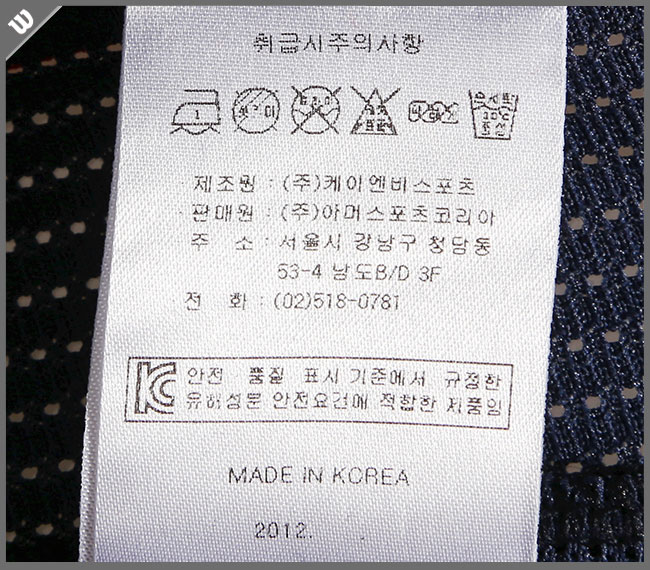 취급시주의사항
제조원 : (주)케이엔비스포츠
판매원 : (주)아머스포츠코리아
주 소 : 서울시 강남구 청담동
53-4 남도B/D 3F
전 화 : (02)518-0781
KC 안전 품질 표시 기준에서 규정한
유해성분 안전요건에 적합한 제품임
MADE IN KOREA
2012.